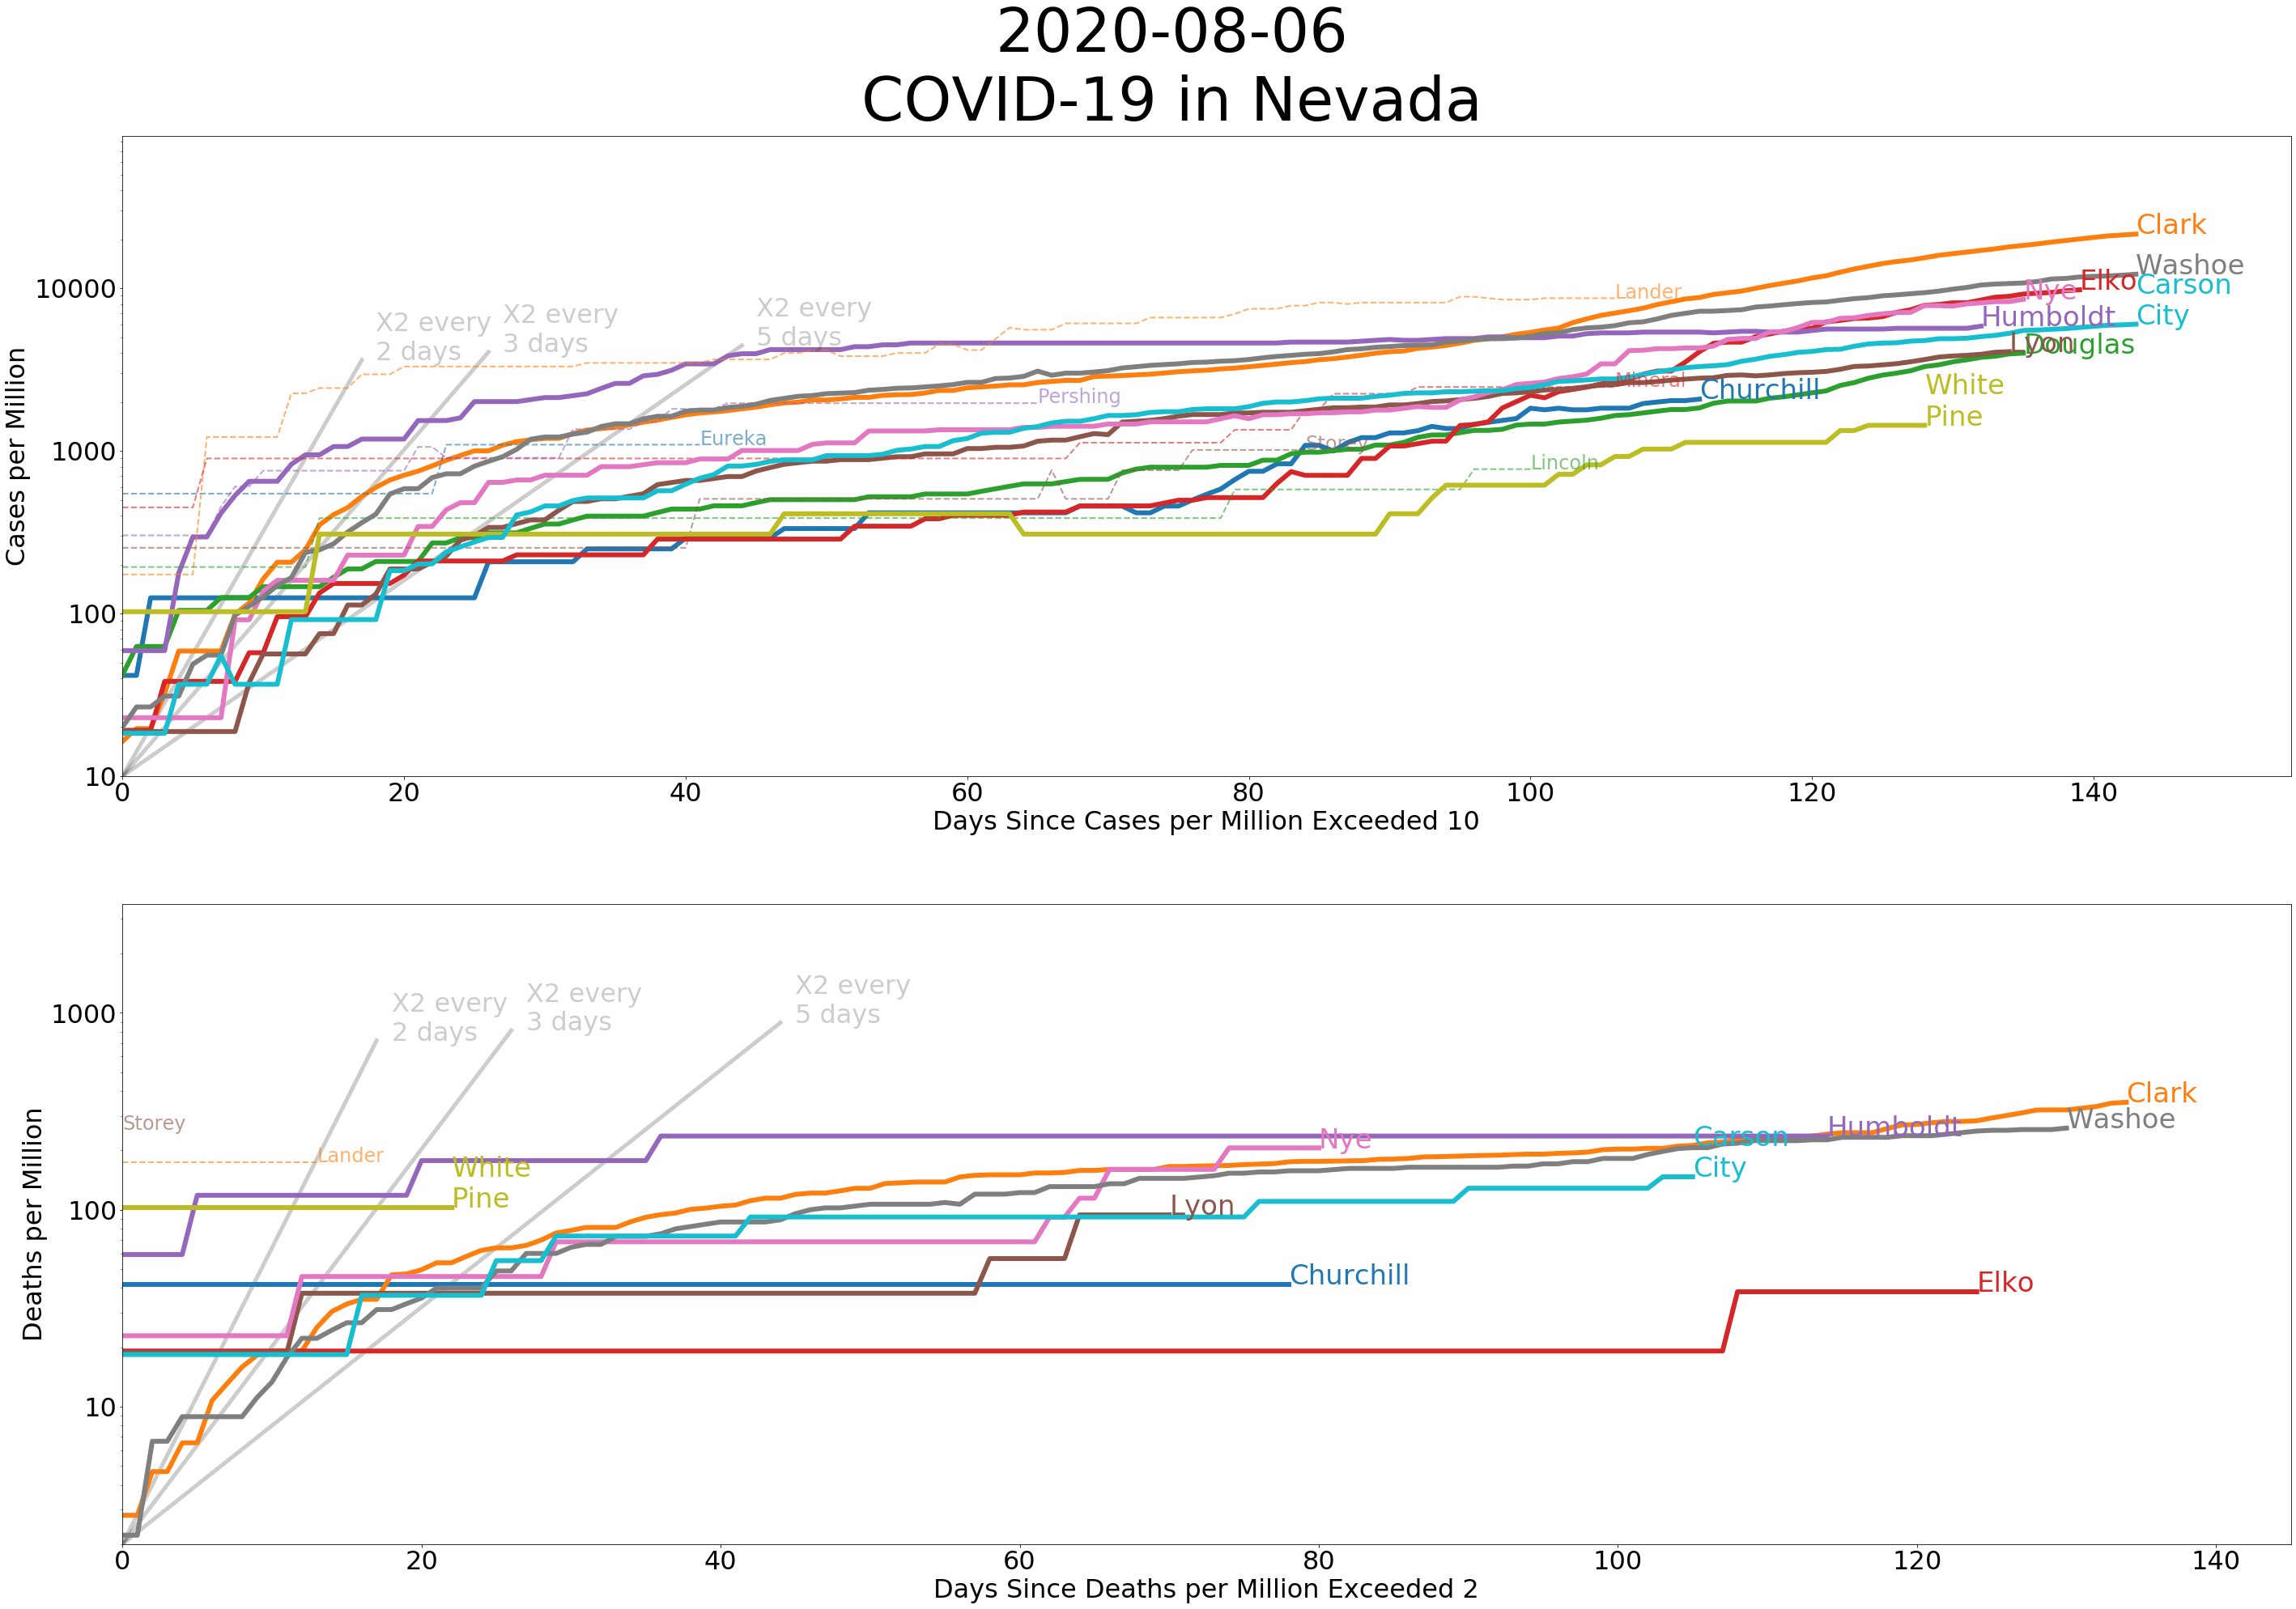 2020-08-06
COVID-19 in Nevada
Cases per Million
10000
1000
100
10
X2 every
2 days
X2 every
3 days
X2 every
5 days
Clark
Washoe
Elko
Nye
Carson
City
Lander
Humboldt
Lyon
Douglas
Mineral
Churchill
White
Pine
Pershing
Eureka
Storey
Lincoln
0
20
40
60
80
100
120
140
Days Since Cases per Million Exceeded 10
Deaths per Million
1000
100
10
X2 every
2 days
X2 every
3 days
X2 every
5 days
Storey
Lander
White
Pine
Nye
Lyon
Churchill
Carson
City
Humboldt
Clark
Washoe
Elko
0
20
40
60
80
100
120
140
Days Since Deaths per Million Exceeded 2